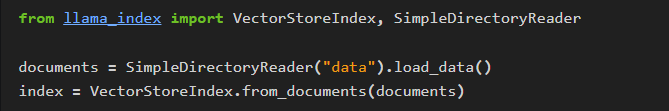 from llama_index import VectorStoreIndex, SimpleDirectoryReader
documents = SimpleDirectoryReader("data").load_data()
index = VectorStoreIndex.from_documents(documents)